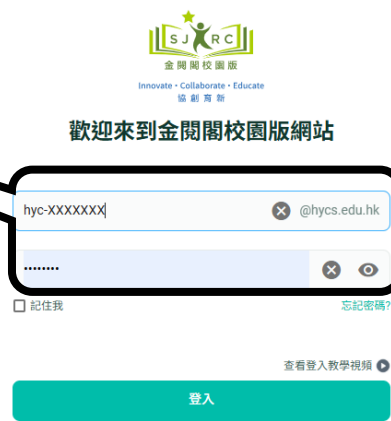 SJRC
金閱閣校園版
Innovate • Collaborate • Educate
協創育新
歡迎來到金閱閣校園版網站
hyc-XXXXXXX @hycs.edu.hk
••••••••
記住我 忘記密碼?
查看登入教學視頻
登入